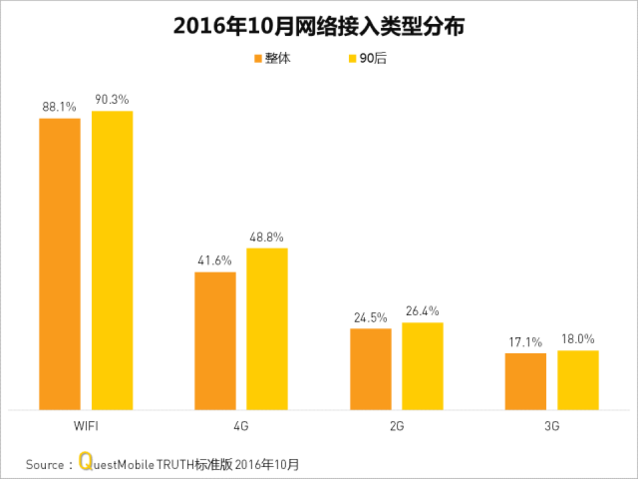 2016年10月网络接入类型分布
整体 90后
88.1% 90.3%
41.6% 48.8%
24.5% 26.4%
17.1% 18.0%
WIFI 4G 2G 3G
Source：QuestMobile TRUTH标准版 2016年10月